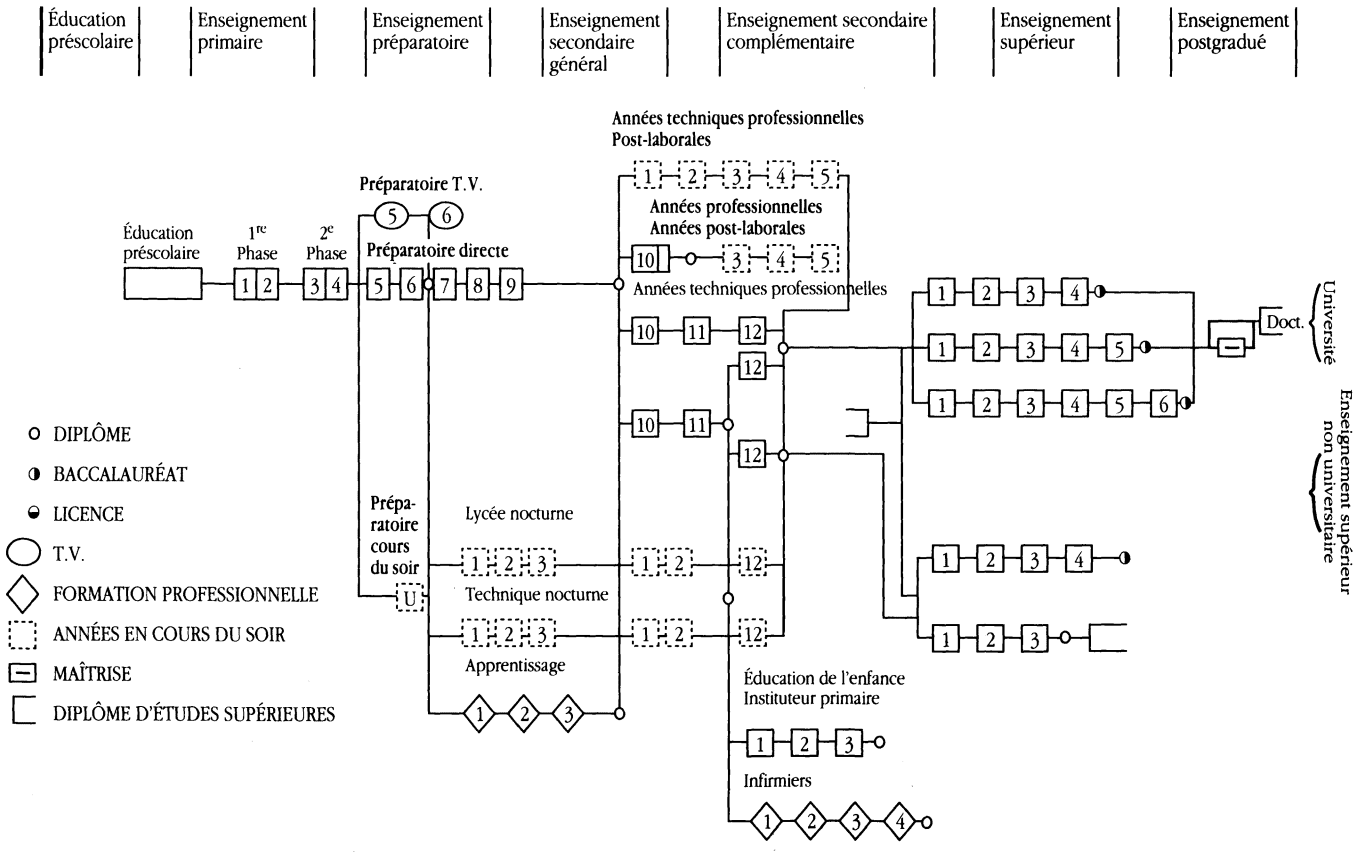 Éducation
préscolaire
Enseignement
primaire
Enseignement
préparatoire
Enseignement
secondaire
général
Enseignement secondaire
complémentaire
Enseignement
supérieur
Enseignement
postgradué
Années techniques professionnelles
Post-laborales
1 2 3 4 5
Préparatoire T.V.
5 6
Années professionnelles
Années post-laborales
10 3 4 5
Éducation
préscolaire
1re
Phase
2e
Phase
Préparatoire directe
1 2 3 4 5 6 7 8 9
Années techniques professionnelles
10 11 12
12
10 11
12
1 2 3 4
1 2 3 4 5
1 2 3 4 5 6
Doct.
Université
Enseignement supérieur
non universitaire
DIPLÔME
BACCALAURÉAT
LICENCE
T.V.
FORMATION PROFESSIONNELLE
ANNÉES EN COURS DU SOIR
MAÎTRISE
DIPLÔME D'ÉTUDES SUPÉRIEURES
Prépa-
ratoire
cours
du soir
U
Lycée nocturne
1 2 3 1 2 12
Technique nocturne
1 2 3 1 2 12
Apprentissage
1 2 3
1 2 3 4
1 2 3
Éducation de l'enfance
Instituteur primaire
1 2 3
Infirmiers
1 2 3 4